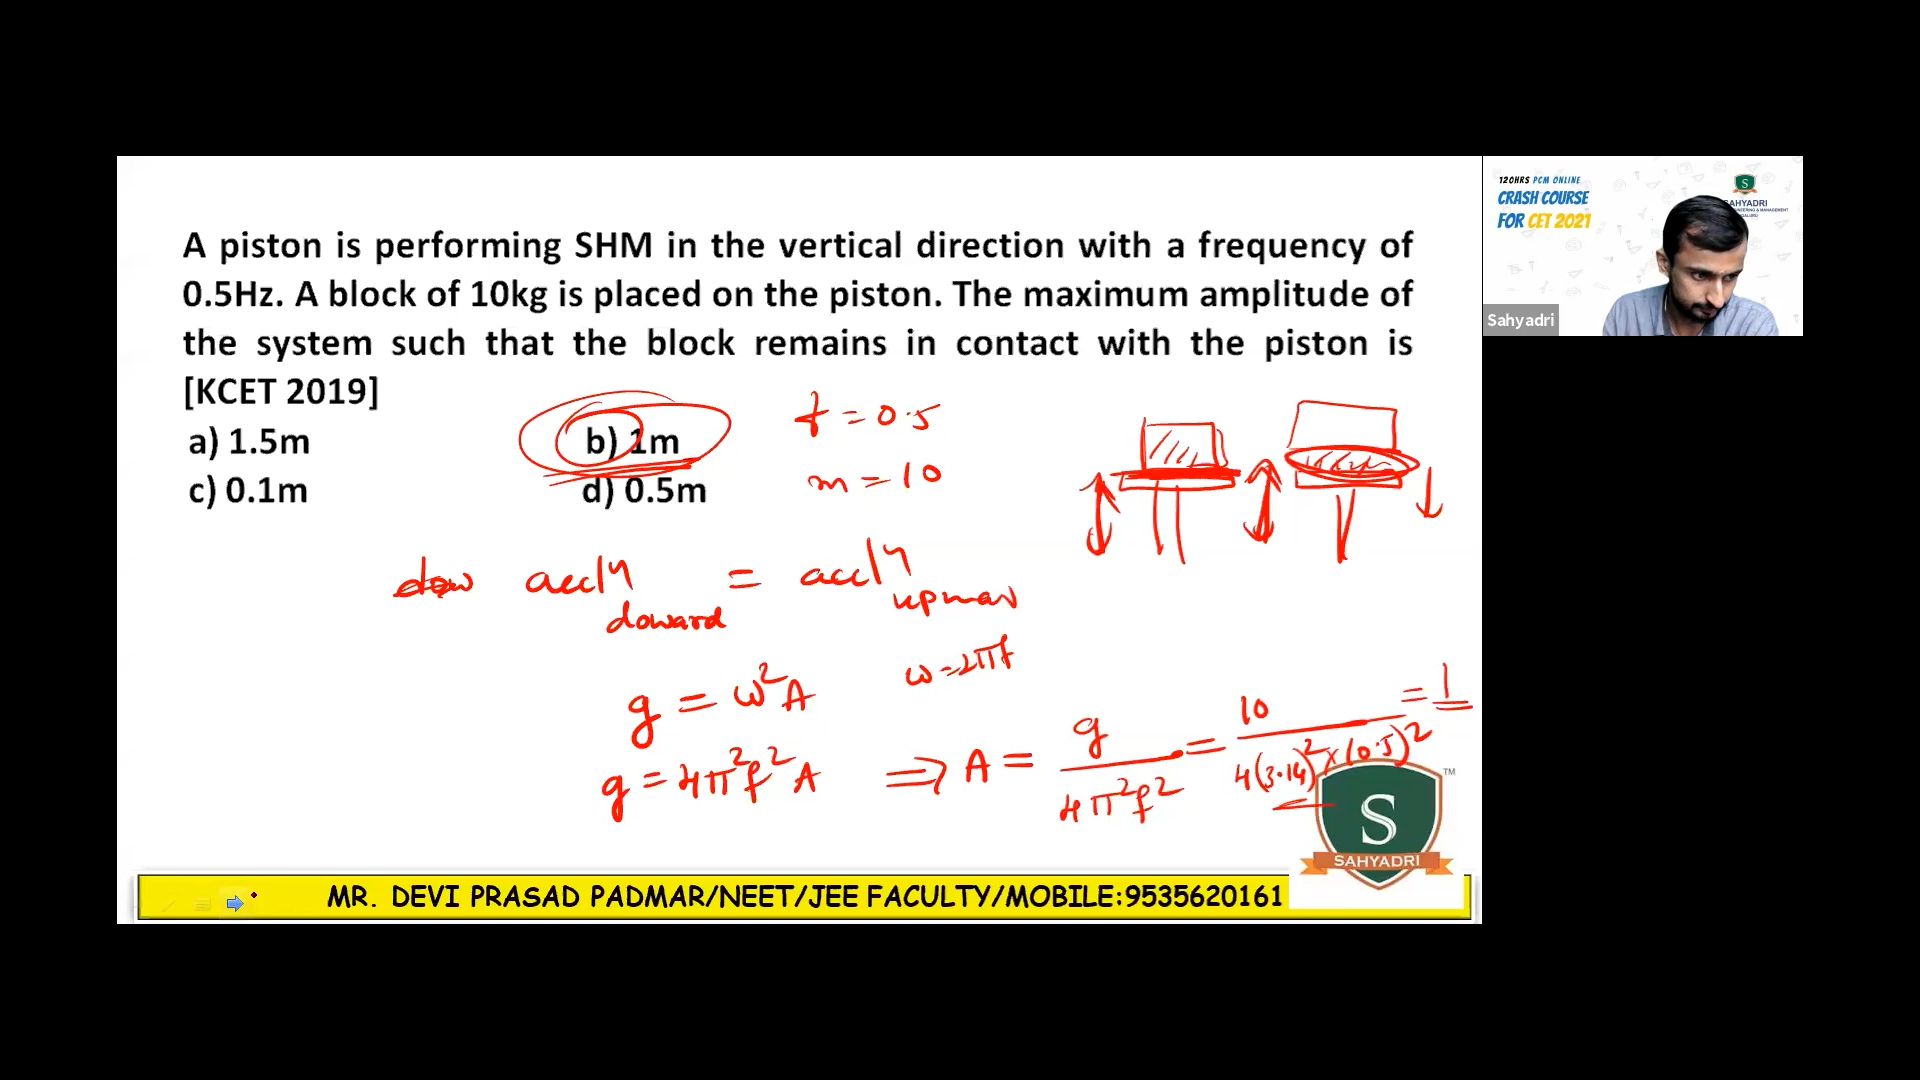 A piston is performing SHM in the vertical direction with a frequency of
0.5Hz. A block of 10kg is placed on the piston. The maximum amplitude of
the system such that the block remains in contact with the piston is
[KCET 2019]
a) 1.5m b) 1m
c) 0.1m d) 0.5m
f = 0.5
m = 10
accl4 doward = accl4 upwar
ω = 2πf
g = ω²A
g = 4π²f²A ⇒ A = g / 4π²f² = 10 / 4(3.14)² × (0.5)² = 1
MR. DEVI PRASAD PADMAR/NEET/JEE FACULTY/MOBILE:9535620161
S
SAHYADRI
TM
120HRS PCM ONLINE
CRASH COURSE
FOR CET 2021
S
Sahyadri